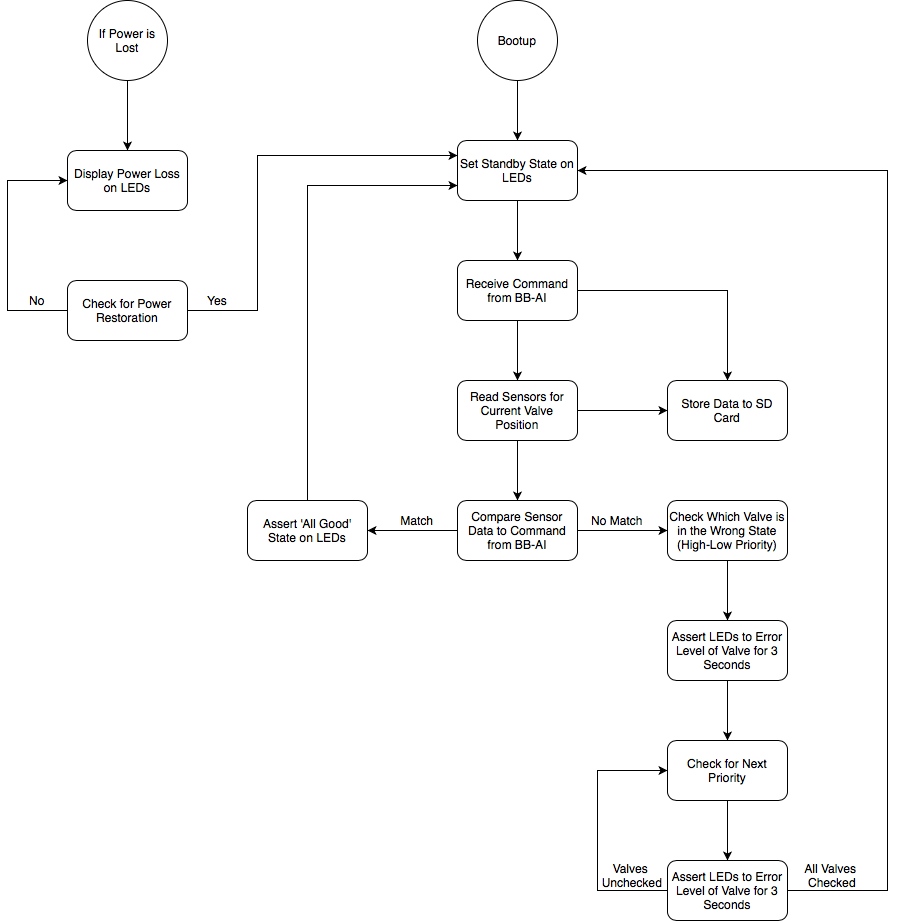 If Power is
Lost
Bootup
Display Power Loss
on LEDs
Set Standby State on
LEDs
No
Check for Power
Restoration
Yes
Receive Command
from BB-AI
Read Sensors for
Current Valve
Position
Store Data to SD
Card
Assert 'All Good'
State on LEDs
Match
Compare Sensor
Data to Command
from BB-AI
No Match
Check Which Valve is
in the Wrong State
(High-Low Priority)
Assert LEDs to Error
Level of Valve for 3
Seconds
Check for Next
Priority
Valves
Unchecked
Assert LEDs to Error
Level of Valve for 3
Seconds
All Valves
Checked